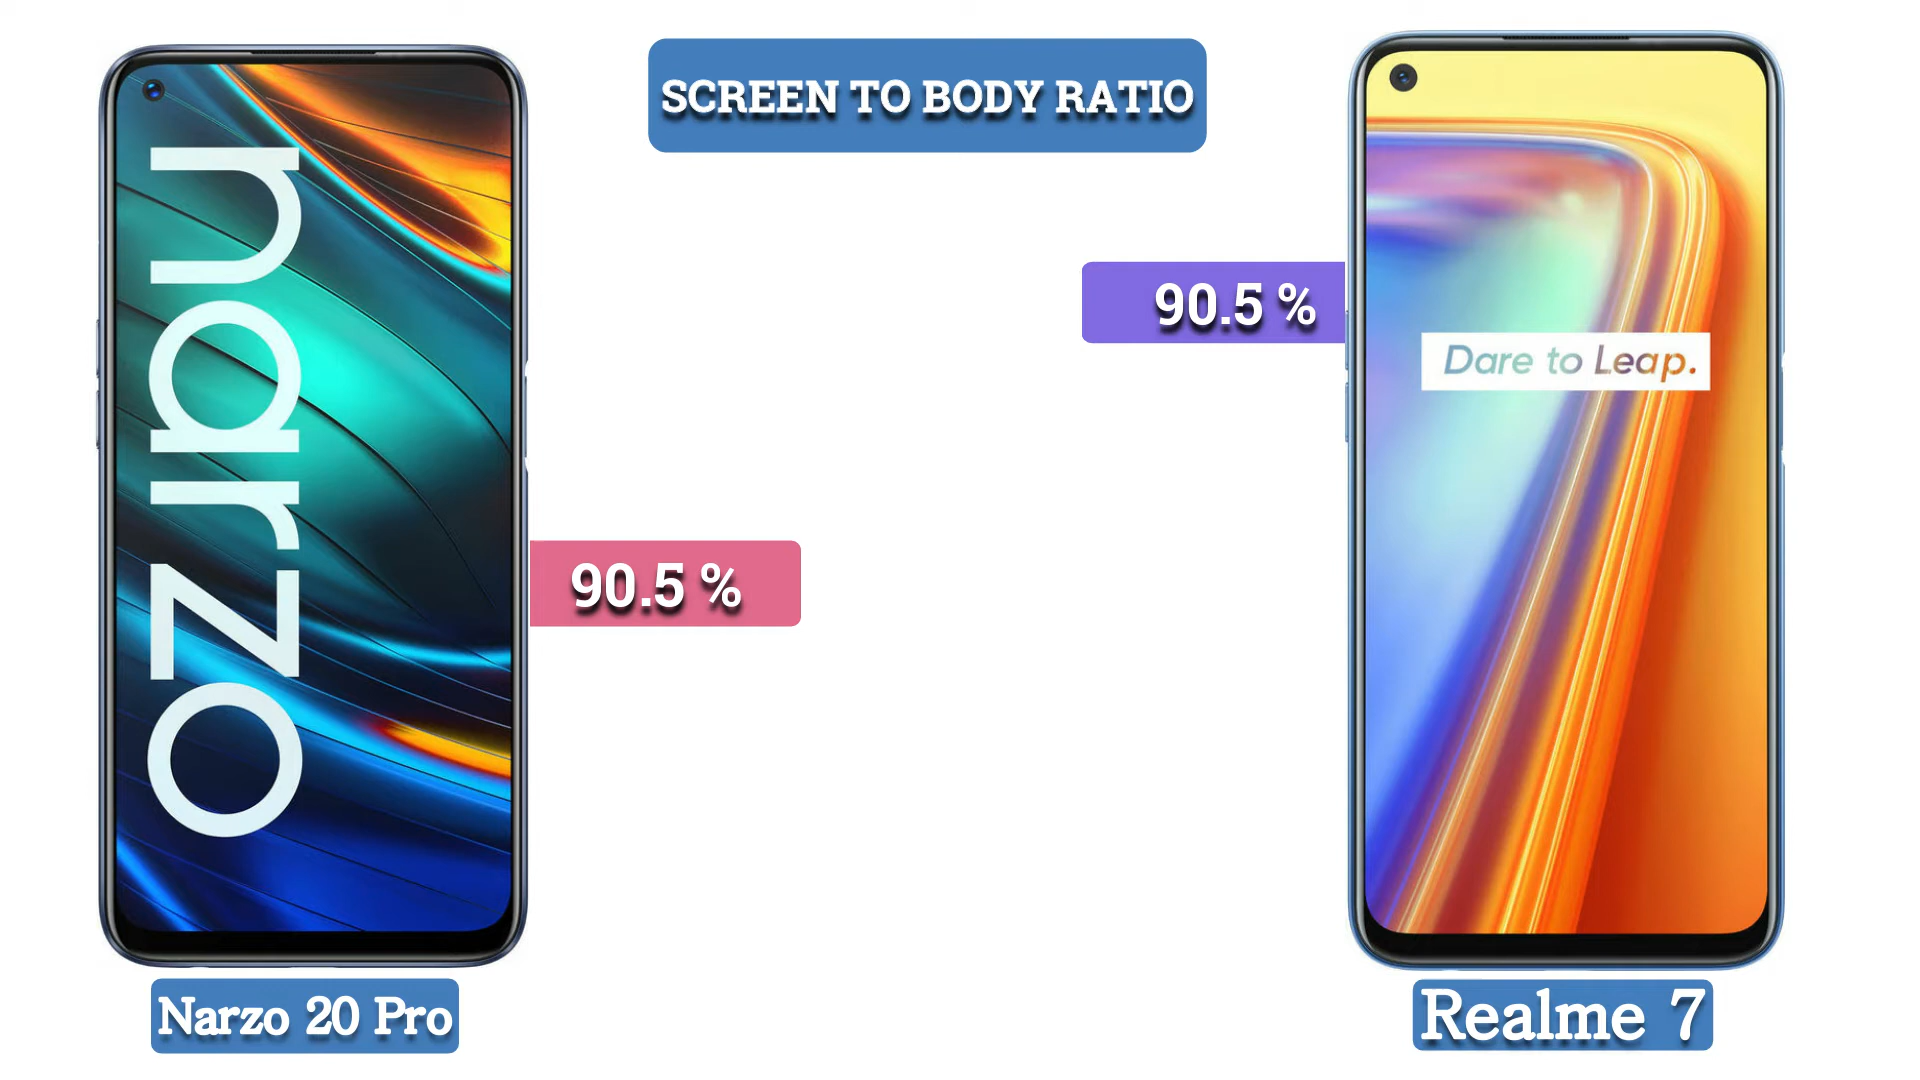 SCREEN TO BODY RATIO
narzo
90.5 %
Dare to Leap.
90.5 %
Narzo 20 Pro
Realme 7